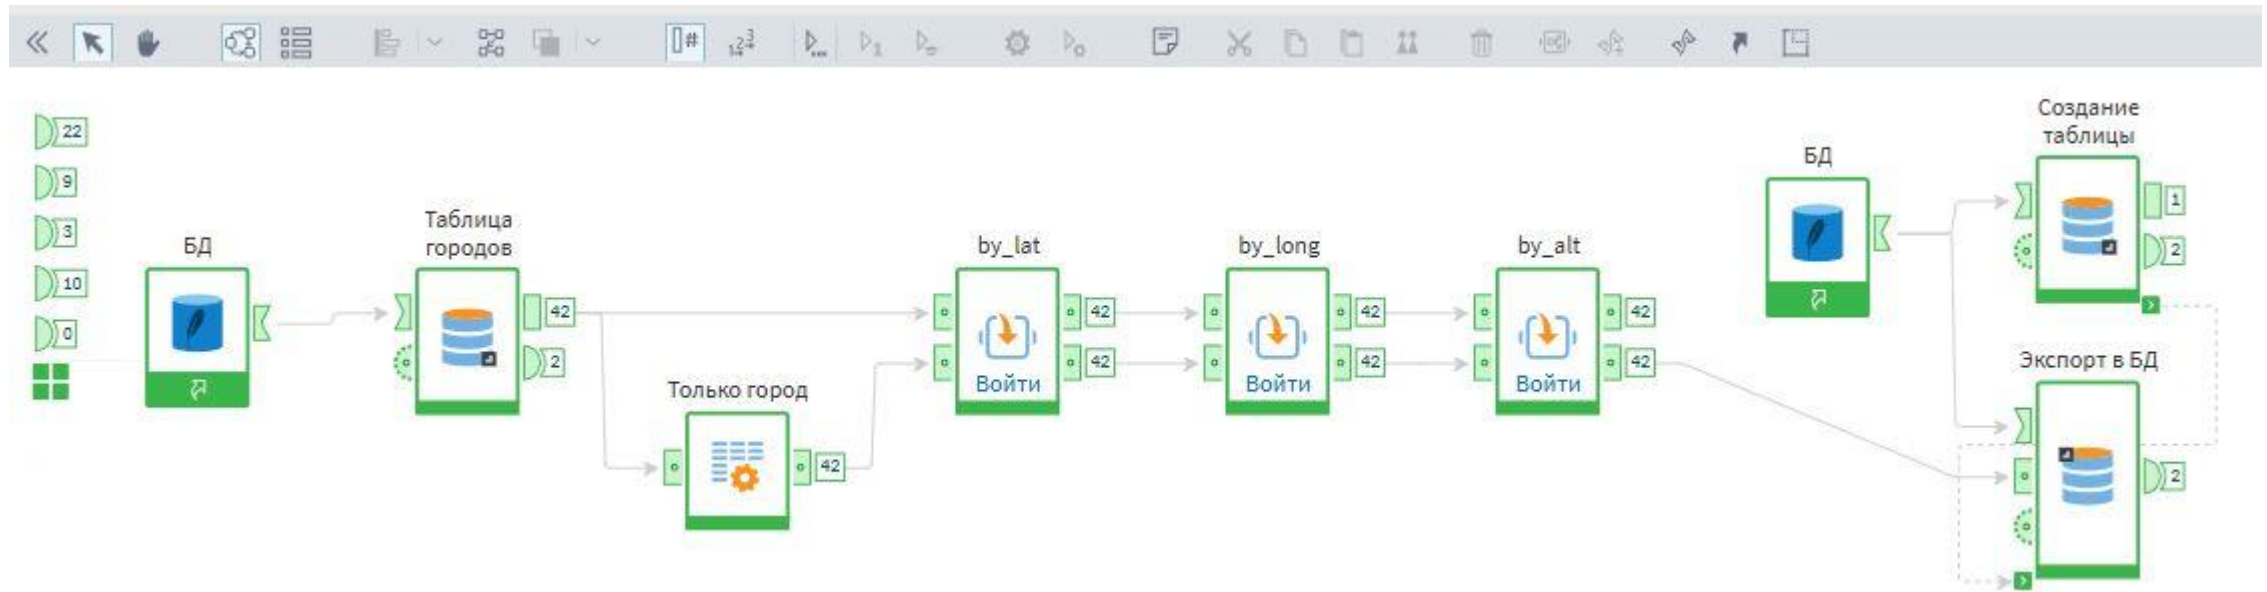 #
22
9
3
10
0
БД
Таблица
городов
42
2
Только город
42
by_lat
42
42
Войти
by_long
42
42
Войти
by_alt
42
42
Войти
БД
Создание
таблицы
1
2
Экспорт в БД
2